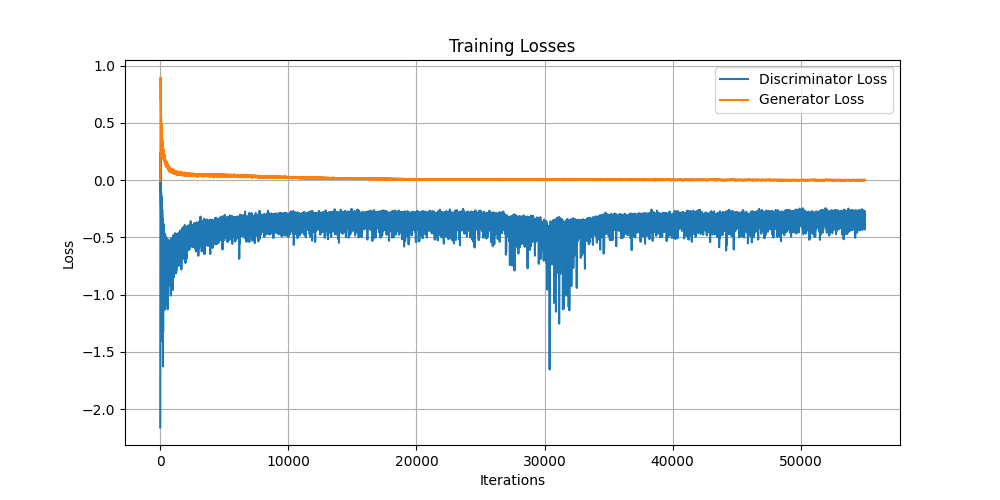 Training Losses
1.0
0.5
0.0
−0.5
−1.0
−1.5
−2.0
Loss
Discriminator Loss
Generator Loss
0 10000 20000 30000 40000 50000
Iterations